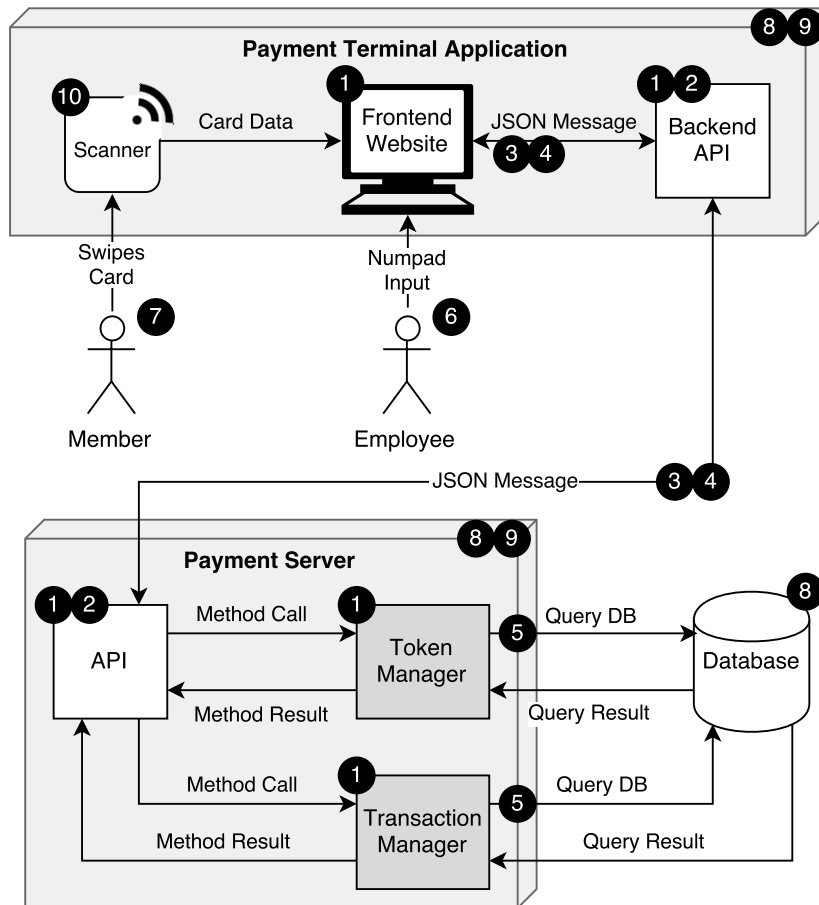 8 9
Payment Terminal Application
10
1
1 2
Scanner
Card Data
Frontend
Website
JSON Message
3 4
Backend
API
Swipes
Card
Numpad
Input
7
6
Member
Employee
JSON Message
3 4
8 9
Payment Server
1 2
API
Method Call
1
Token
Manager
5
Query DB
8
Database
Method Result
Query Result
Method Call
1
Transaction
Manager
5
Query DB
Method Result
Query Result